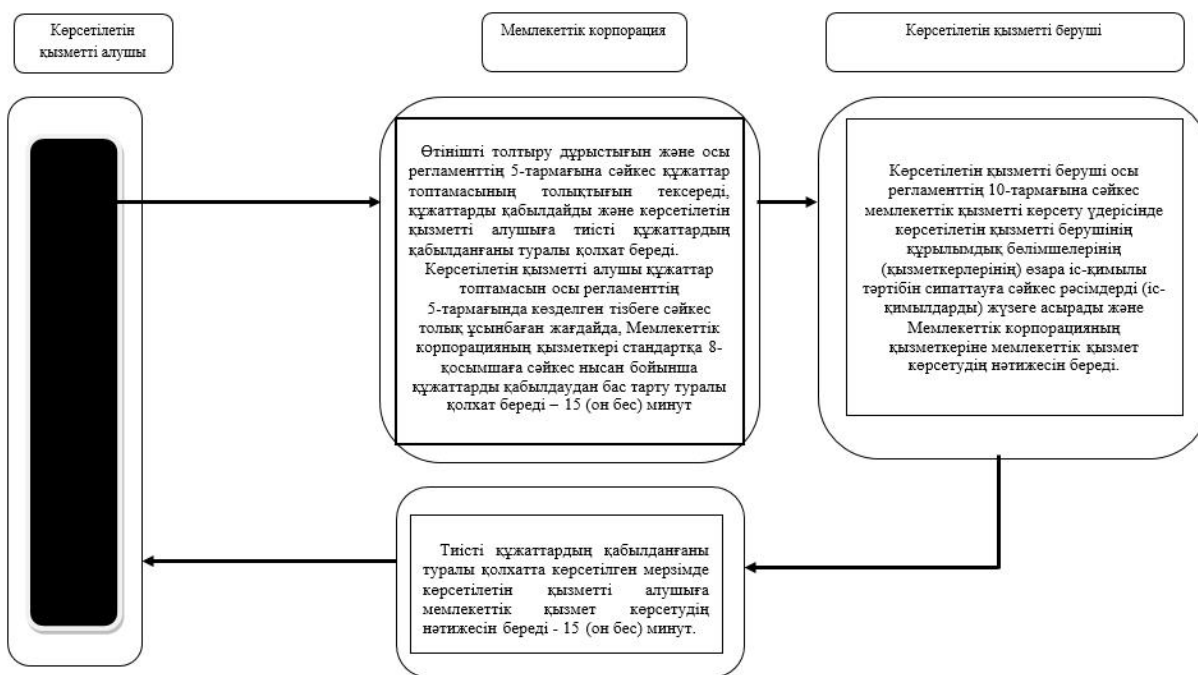 Көрсетілетін
қызметті алушы
Мемлекеттік корпорация
Көрсетілетін қызметті беруші
Өтінішті толтыру дұрыстығын және осы
регламенттің 5-тармағына сәйкес құжаттар
топтамасының толықтығын тексереді,
құжаттарды қабылдайды және көрсетілетін
қызметті алушыға тиісті құжаттардың
қабылданғаны туралы қолхат береді.
Көрсетілетін қызметті алушы құжаттар
топтамасын осы регламенттің
5-тармағында көзделген тізбеге сәйкес
толық ұсынбаған жағдайда, Мемлекеттік
корпорацияның қызметкері стандартқа 8-
қосымшаға сәйкес нысан бойынша
құжаттарды қабылдаудан бас тарту туралы
қолхат береді – 15 (он бес) минут
Көрсетілетін қызметті беруші осы
регламенттің 10-тармағына сәйкес
мемлекеттік қызметті көрсету үдерісінде
көрсетілетін қызметті берушінің
құрылымдық бөлімшелерінің
(қызметкерлерінің) өзара іс-қимылы
тәртібін сипаттауға сәйкес рәсімдерді (іс-
қимылдарды) жүзеге асырады және
Мемлекеттік корпорацияның
қызметкеріне мемлекеттік қызмет
көрсетудің нәтижесін береді.
Тиісті құжаттардың қабылданғаны
туралы қолхатта көрсетілген мерзімде
көрсетілетін қызметті алушыға
мемлекеттік қызмет көрсетудің
нәтижесін береді - 15 (он бес) минут.